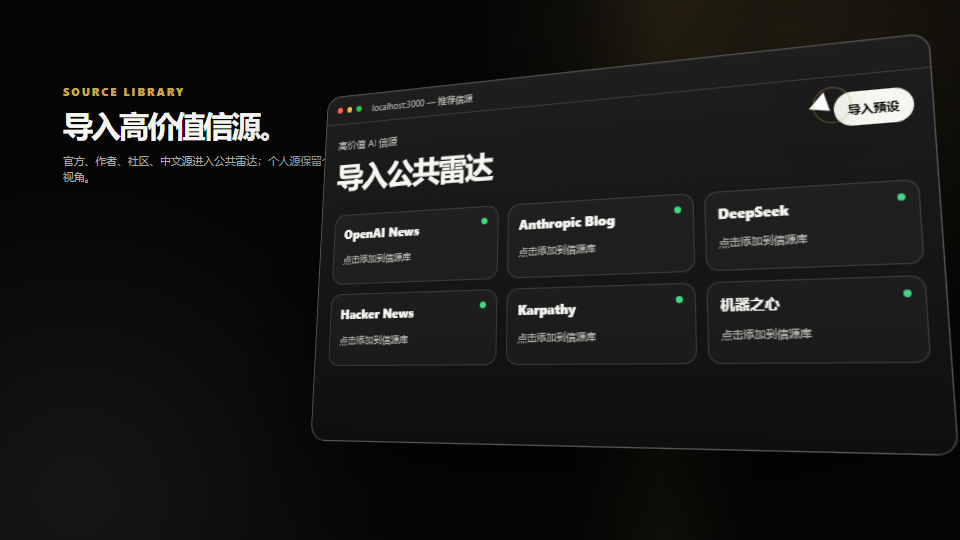 SOURCE LIBRARY
导入高价值信源。
官方、作者、社区、中文源进入公共雷达；个人源保留
视角。
localhost:3000 — 推荐信源
导入预设
高价值 AI 信源
导入公共雷达
OpenAI News
点击添加到信源库
Anthropic Blog
点击添加到信源库
DeepSeek
点击添加到信源库
Hacker News
点击添加到信源库
Karpathy
点击添加到信源库
机器之心
点击添加到信源库